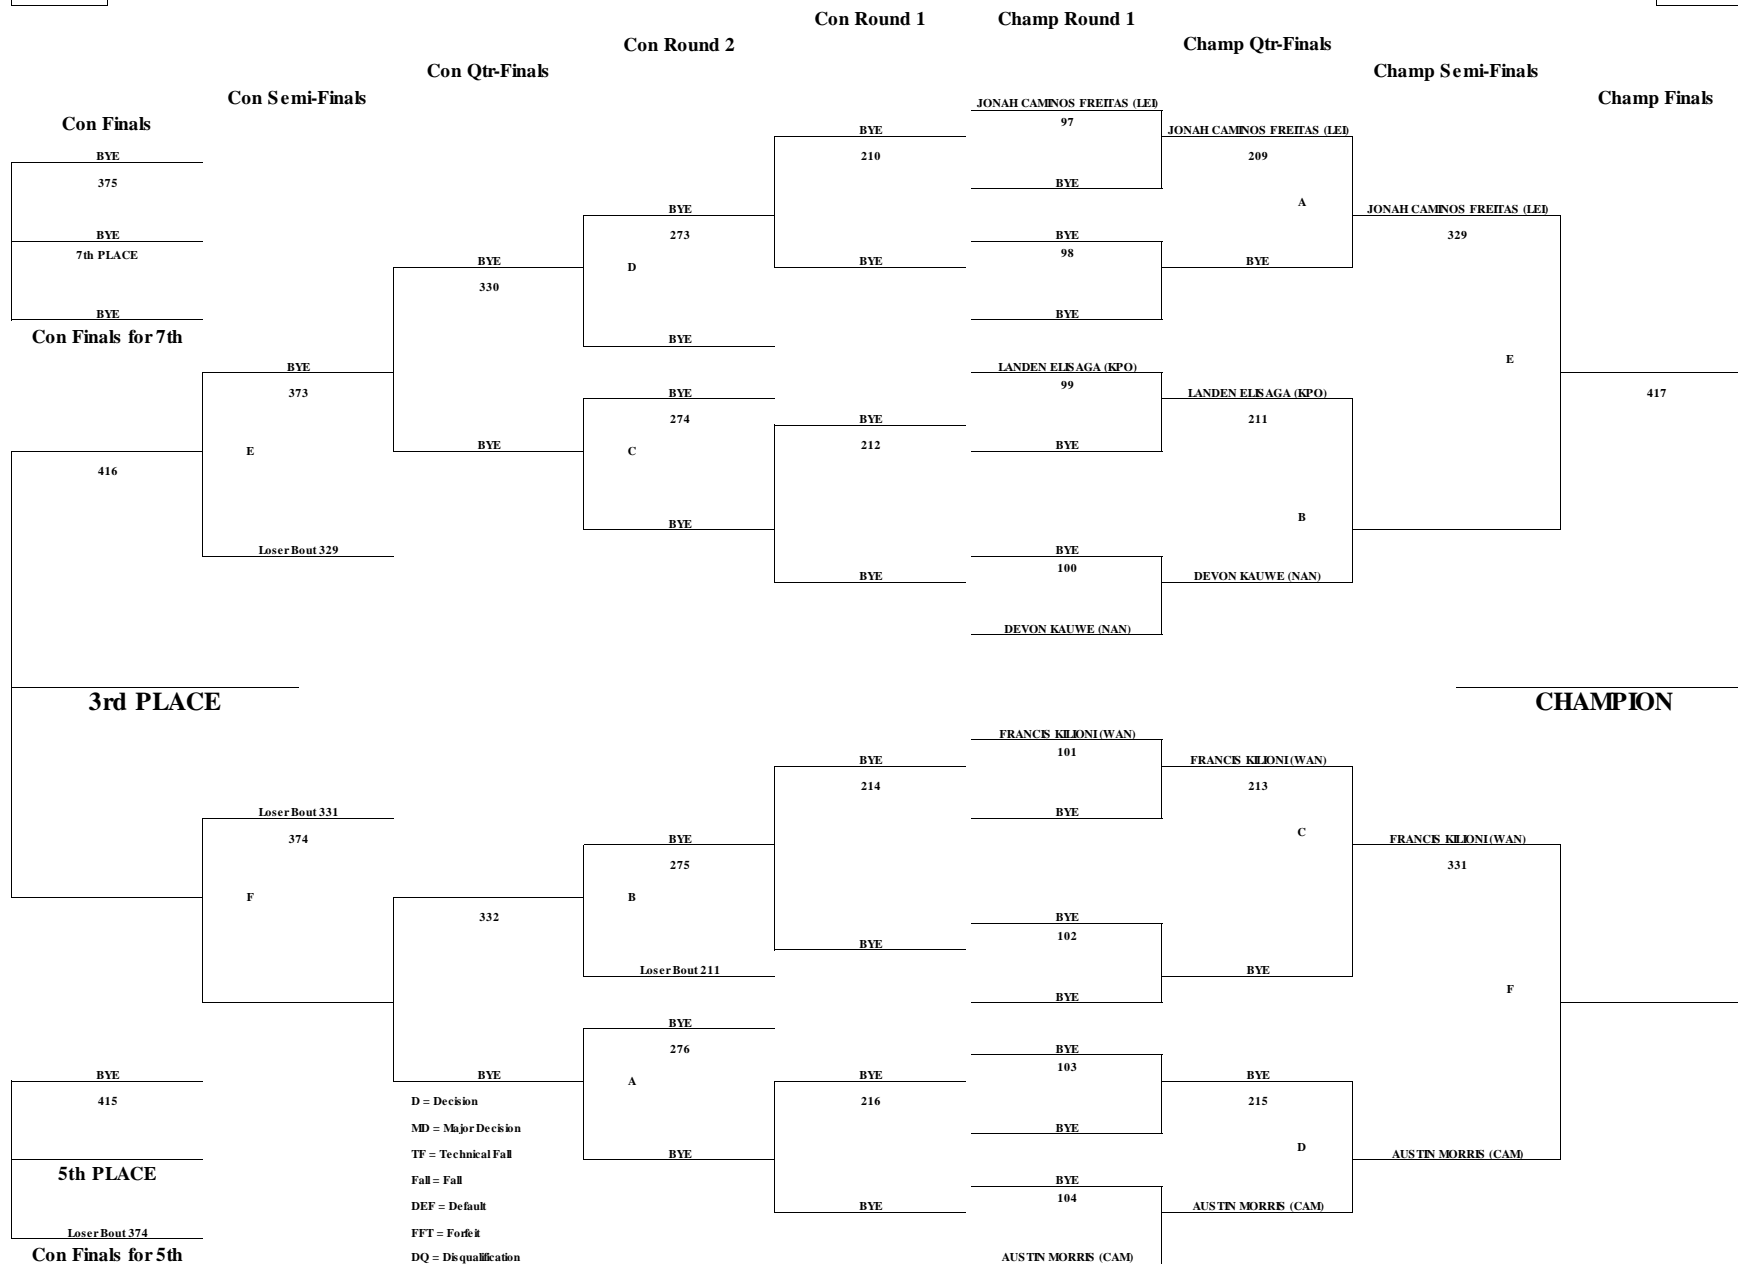 Con Round 1
Champ Round 1
Con Round 2
Champ Qtr-Finals
Con Qtr-Finals
Champ Semi-Finals
Con Semi-Finals
Champ Finals
Con Finals
JONAH CAMINOS FREITAS (LEI)
97
BYE
JONAH CAMINOS FREITAS (LEI)
BYE
210
209
375
BYE
A
BYE
JONAH CAMINOS FREITAS (LEI)
BYE
BYE
273
329
7th PLACE
98
BYE
D
BYE
BYE
330
BYE
BYE
Con Finals for 7th
BYE
E
BYE
LANDEN ELISAGA (KPO)
99
373
BYE
LANDEN ELISAGA (KPO)
417
274
BYE
211
E
BYE
C
212
BYE
416
B
BYE
Loser Bout 329
BYE
100
BYE
DEVON KAUWE (NAN)
DEVON KAUWE (NAN)
3rd PLACE
CHAMPION
FRANCIS KILIONI (WAN)
101
BYE
FRANCIS KILIONI (WAN)
214
213
Loser Bout 331
BYE
374
BYE
C
FRANCIS KILIONI (WAN)
275
331
F
B
332
BYE
102
BYE
Loser Bout 211
BYE
F
BYE
BYE
276
BYE
103
BYE
BYE
A
BYE
BYE
415
D = Decision
216
215
MD = Major Decision
BYE
D
TF = Technical Fall
BYE
AUSTIN MORRIS (CAM)
5th PLACE
Fall = Fall
BYE
104
DEF = Default
BYE
AUSTIN MORRIS (CAM)
Loser Bout 374
FFT = Forfeit
Con Finals for 5th
DQ = Disqualification
AUSTIN MORRIS (CAM)